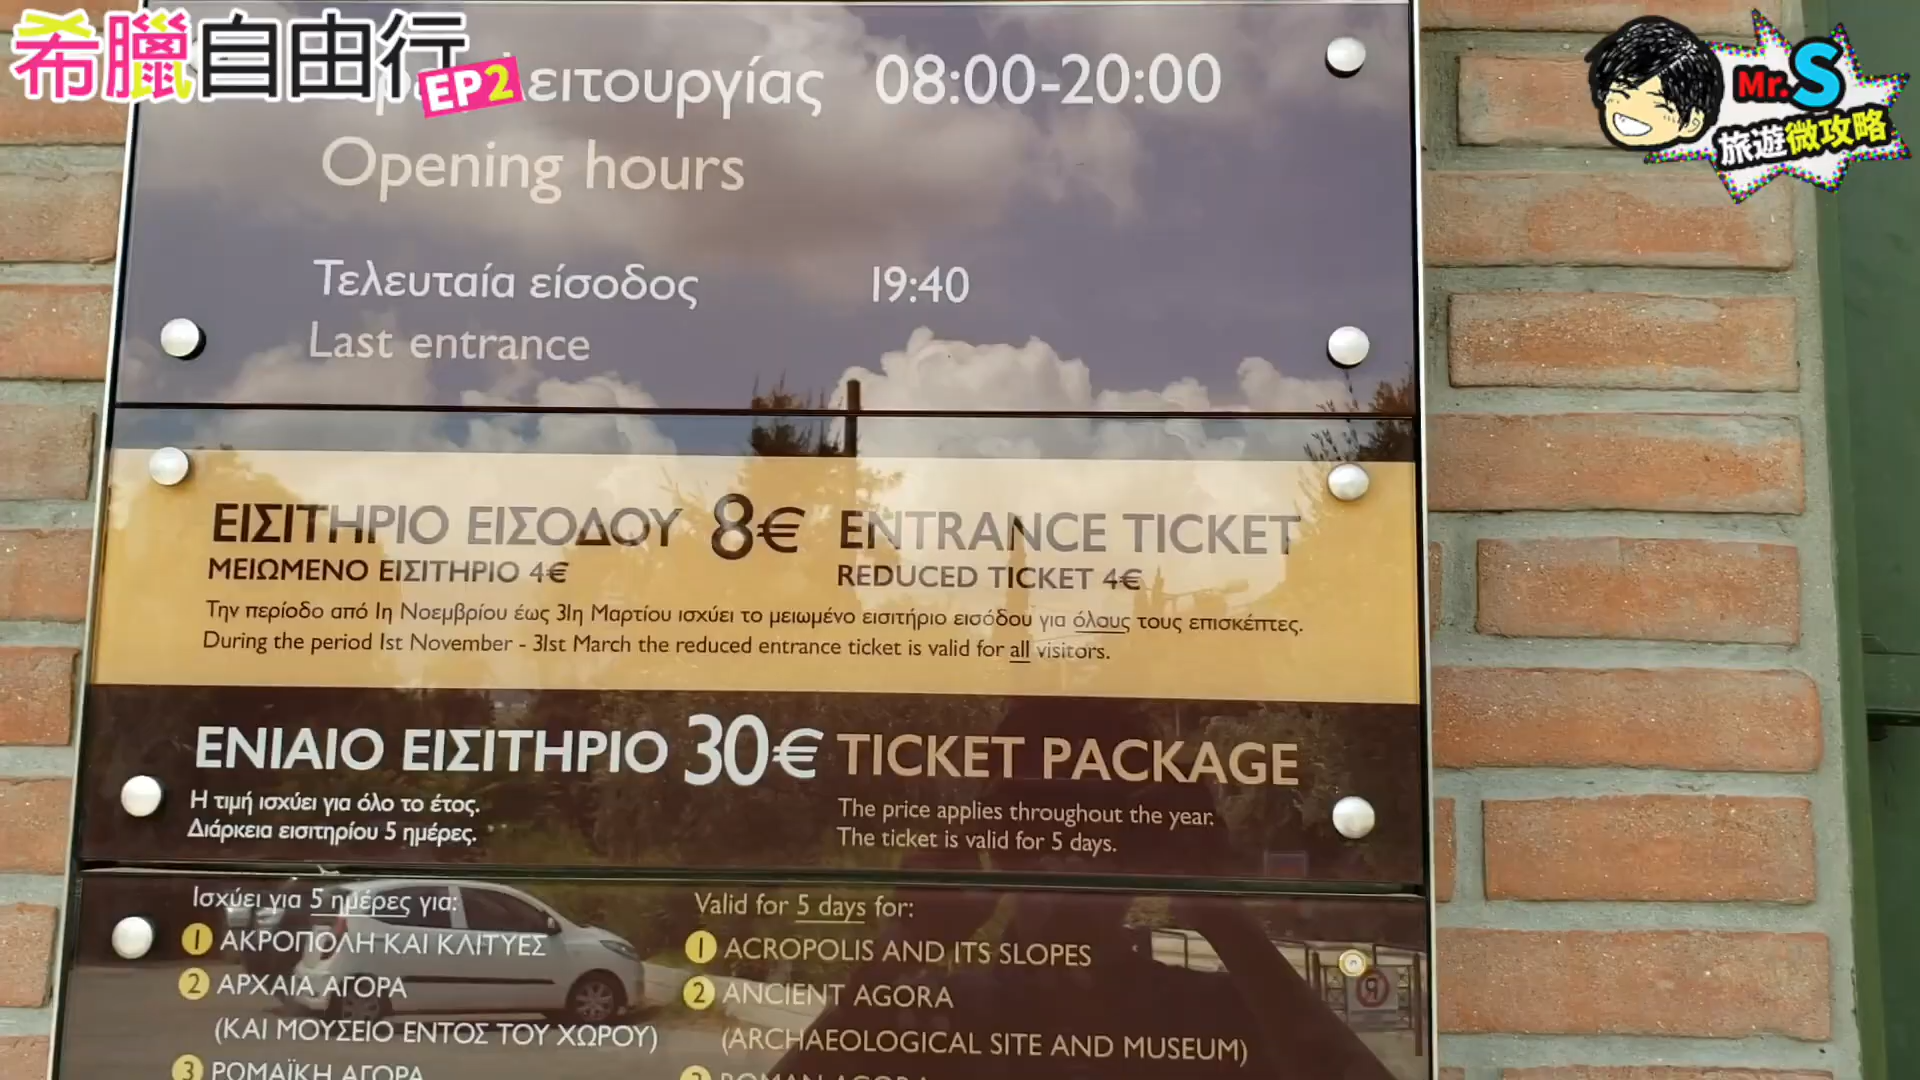 希臘自由行
EP2
Mr.S
旅遊微攻略
λειτουργίας 08:00-20:00
Opening hours
Τελευταία είσοδος 19:40
Last entrance
ΕΙΣΙΤΗΡΙΟ ΕΙΣΟΔΟΥ 8€ ENTRANCE TICKET
ΜΕΙΩΜΕΝΟ ΕΙΣΙΤΗΡΙΟ 4€ REDUCED TICKET 4€
Την περίοδο από 1η Νοεμβρίου έως 31η Μαρτίου ισχύει το μειωμένο εισιτήριο εισόδου για όλους τους επισκέπτες.
During the period 1st November - 31st March the reduced entrance ticket is valid for all visitors.
ΕΝΙΑΙΟ ΕΙΣΙΤΗΡΙΟ 30€ TICKET PACKAGE
Η τιμή ισχύει για όλο το έτος.
Διάρκεια εισιτηρίου 5 ημέρες.
The price applies throughout the year.
The ticket is valid for 5 days.
Ισχύει για 5 ημέρες για:
1 ΑΚΡΟΠΟΛΗ ΚΑΙ ΚΛΙΤΥΕΣ
2 ΑΡΧΑΙΑ ΑΓΟΡΑ
(ΚΑΙ ΜΟΥΣΕΙΟ ΕΝΤΟΣ ΤΟΥ ΧΩΡΟΥ)
3 ΡΩΜΑΪΚΗ ΑΓΟΡΑ
Valid for 5 days for:
1 ACROPOLIS AND ITS SLOPES
2 ANCIENT AGORA
(ARCHAEOLOGICAL SITE AND MUSEUM)
3 ROMAN AGORA